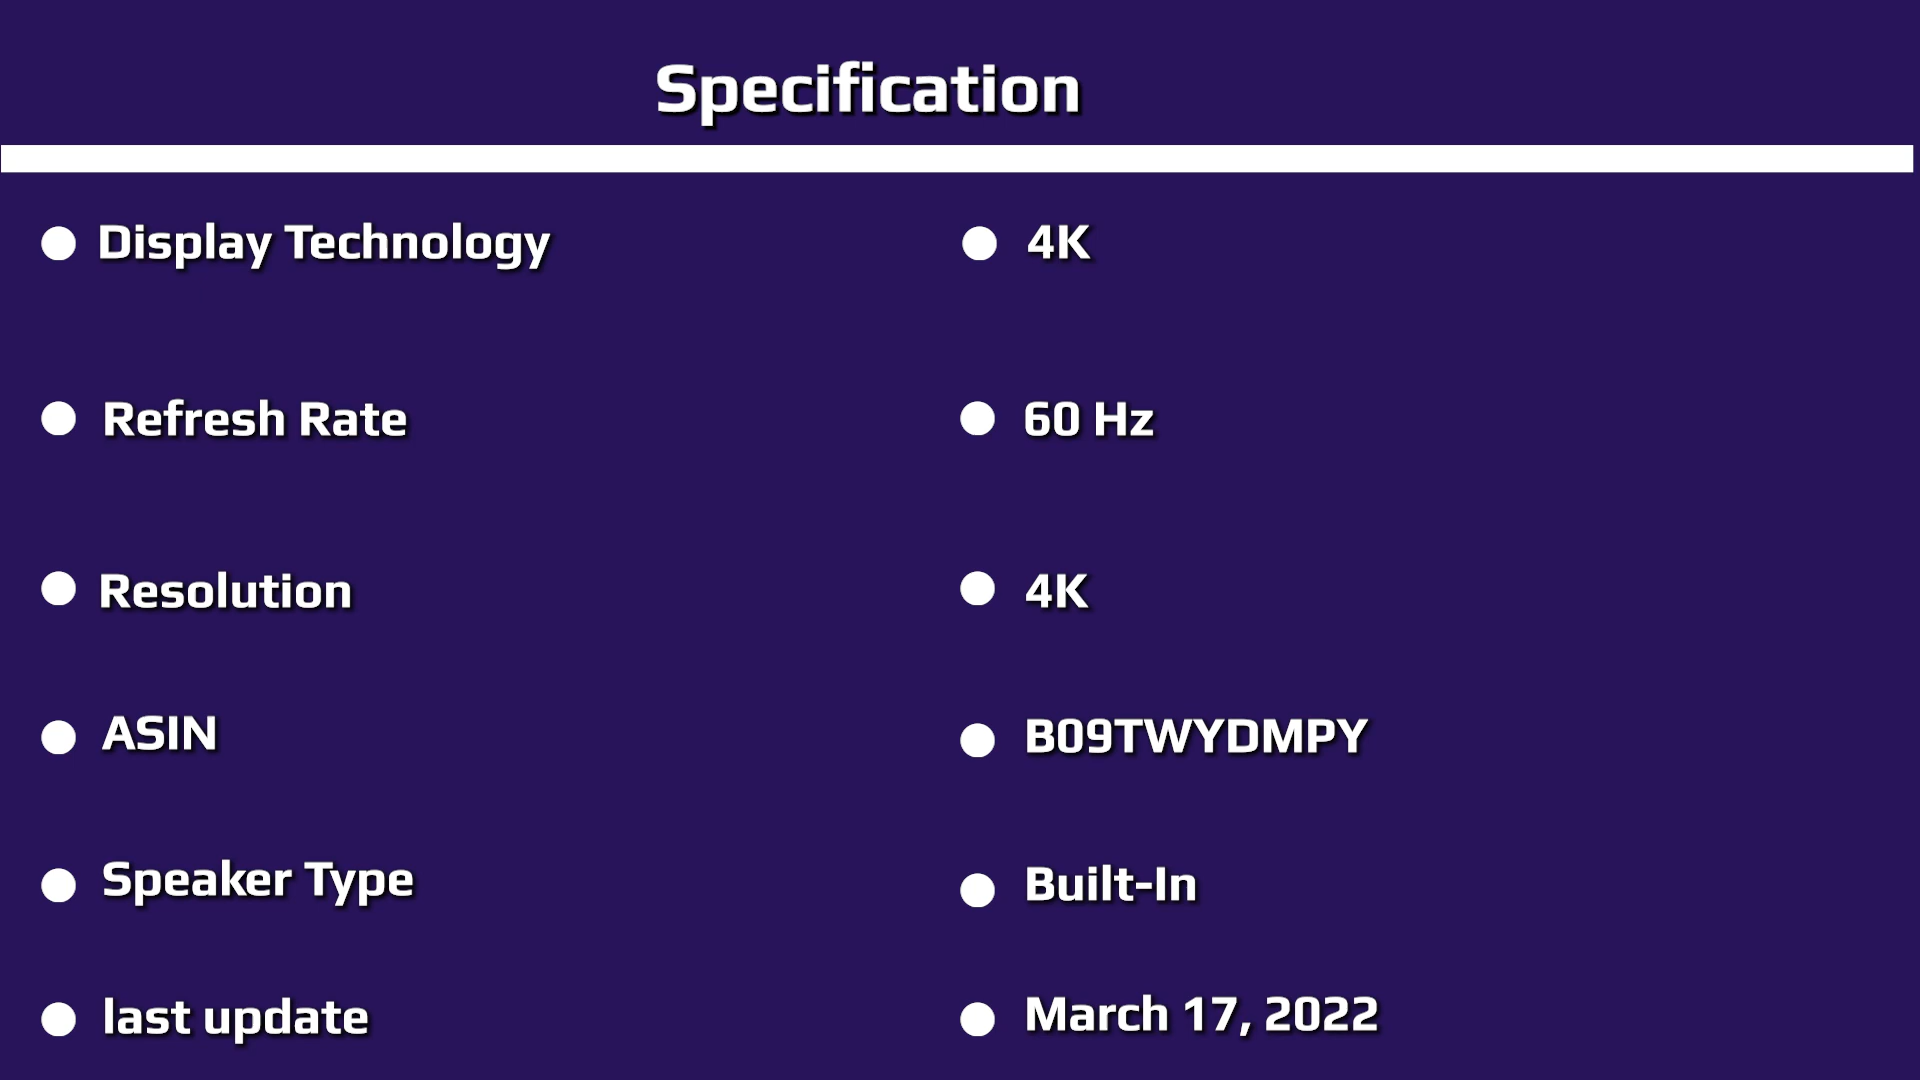 Specification
Display Technology
4K
Refresh Rate
60 Hz
Resolution
4K
ASIN
B09TWYDMPY
Speaker Type
Built-In
last update
March 17, 2022